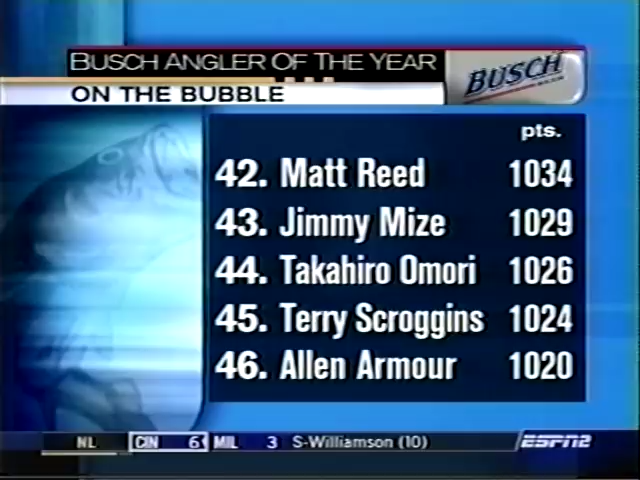 BUSCH ANGLER OF THE YEAR
BUSCH
ON THE BUBBLE
pts.
42. Matt Reed 1034
43. Jimmy Mize 1029
44. Takahiro Omori 1026
45. Terry Scroggins 1024
46. Allen Armour 1020
NL CIN 6 MIL 3 S-Williamson (10) ESPN2